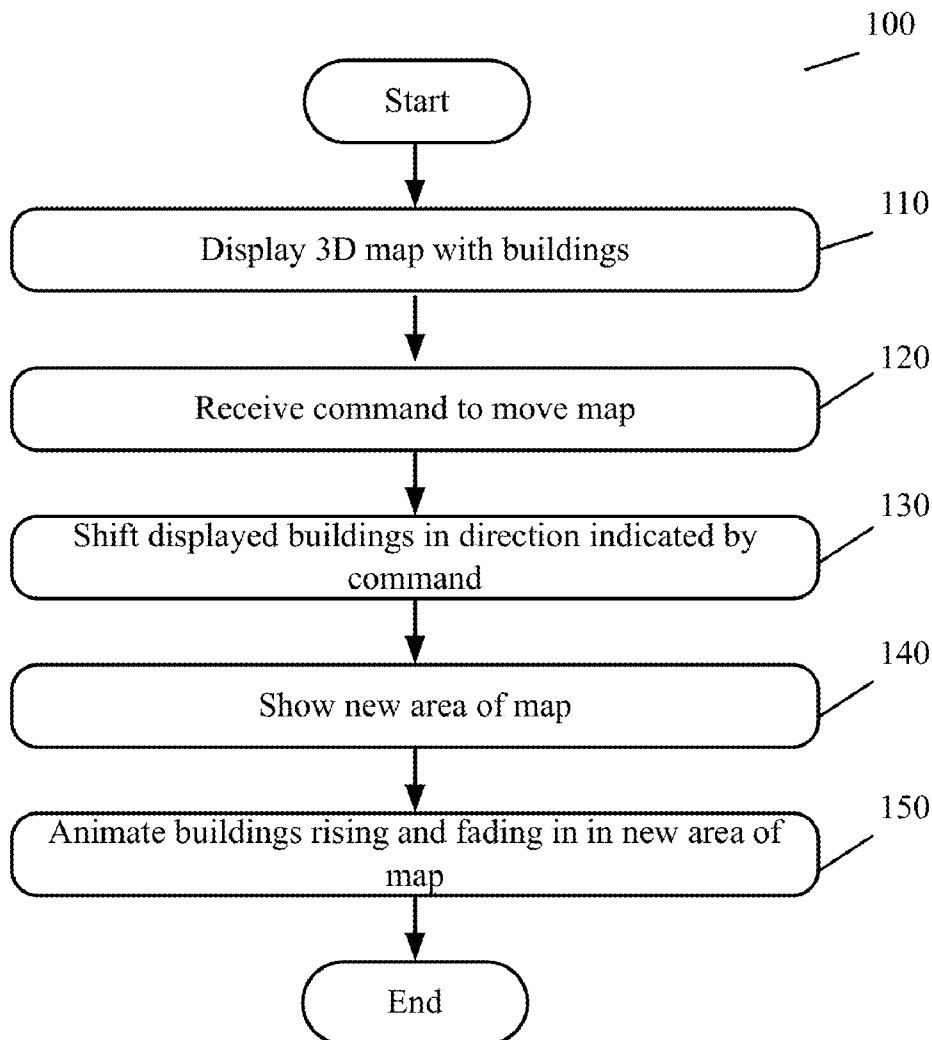 100
Start
110
Display 3D map with buildings
120
Receive command to move map
130
Shift displayed buildings in direction indicated by
command
140
Show new area of map
150
Animate buildings rising and fading in in new area of
map
End